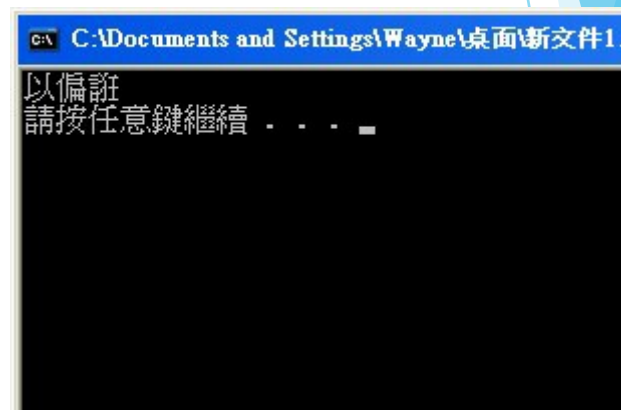 C:\Documents and Settings\Wayne\桌面\新文件1.
以偏誑
請按任意鍵繼續 . . .